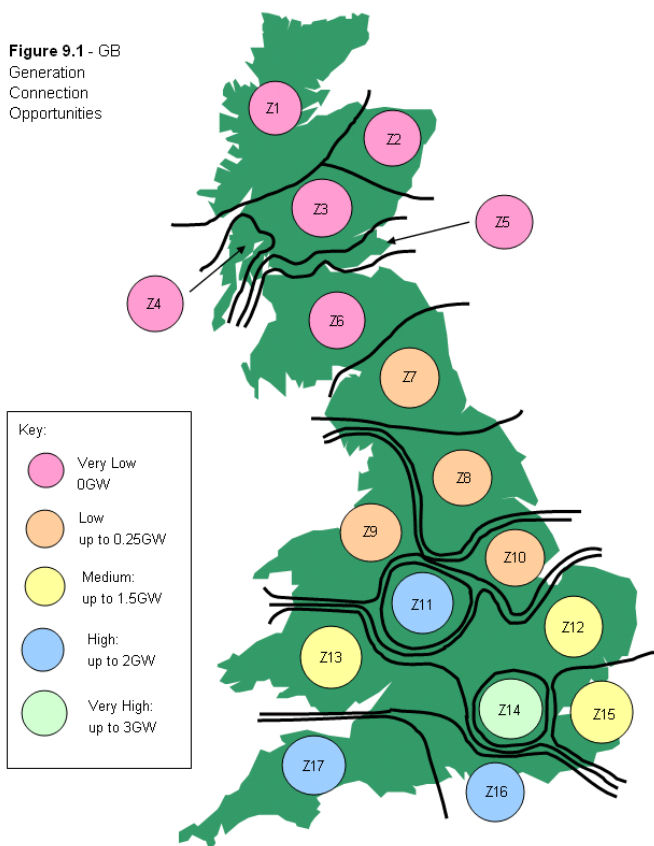 Figure 9.1 - GB
Generation
Connection
Opportunities
Z1
Z2
Z3
Z5
Z4
Z6
Z7
Key:
Very Low
0GW
Low
up to 0.25GW
Medium:
up to 1.5GW
High:
up to 2GW
Very High:
up to 3GW
Z8
Z9
Z10
Z11
Z12
Z13
Z14
Z15
Z17
Z16